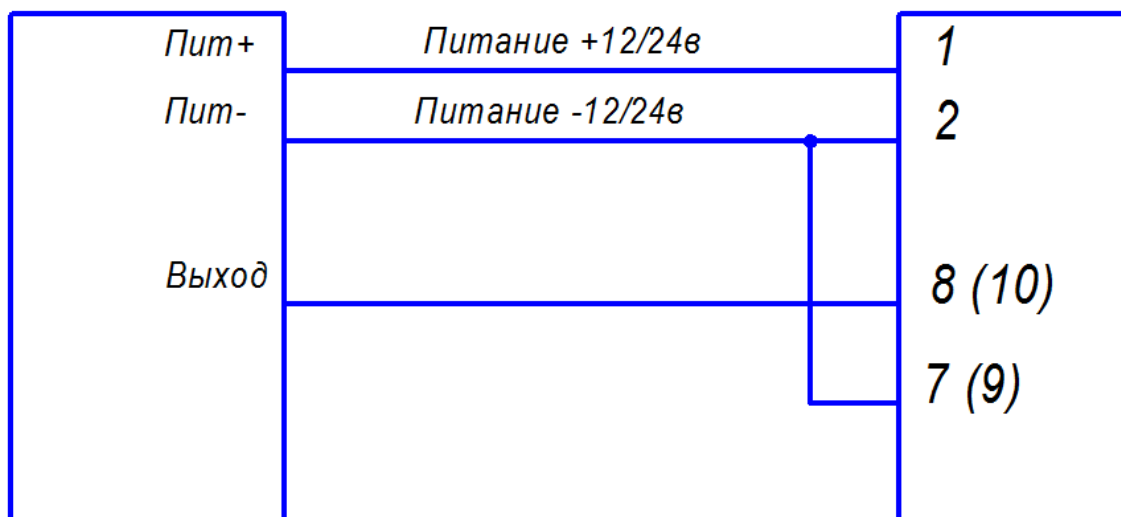 Пит+ Питание +12/24в 1
Пит- Питание -12/24в 2
Выход 8 (10)
7 (9)